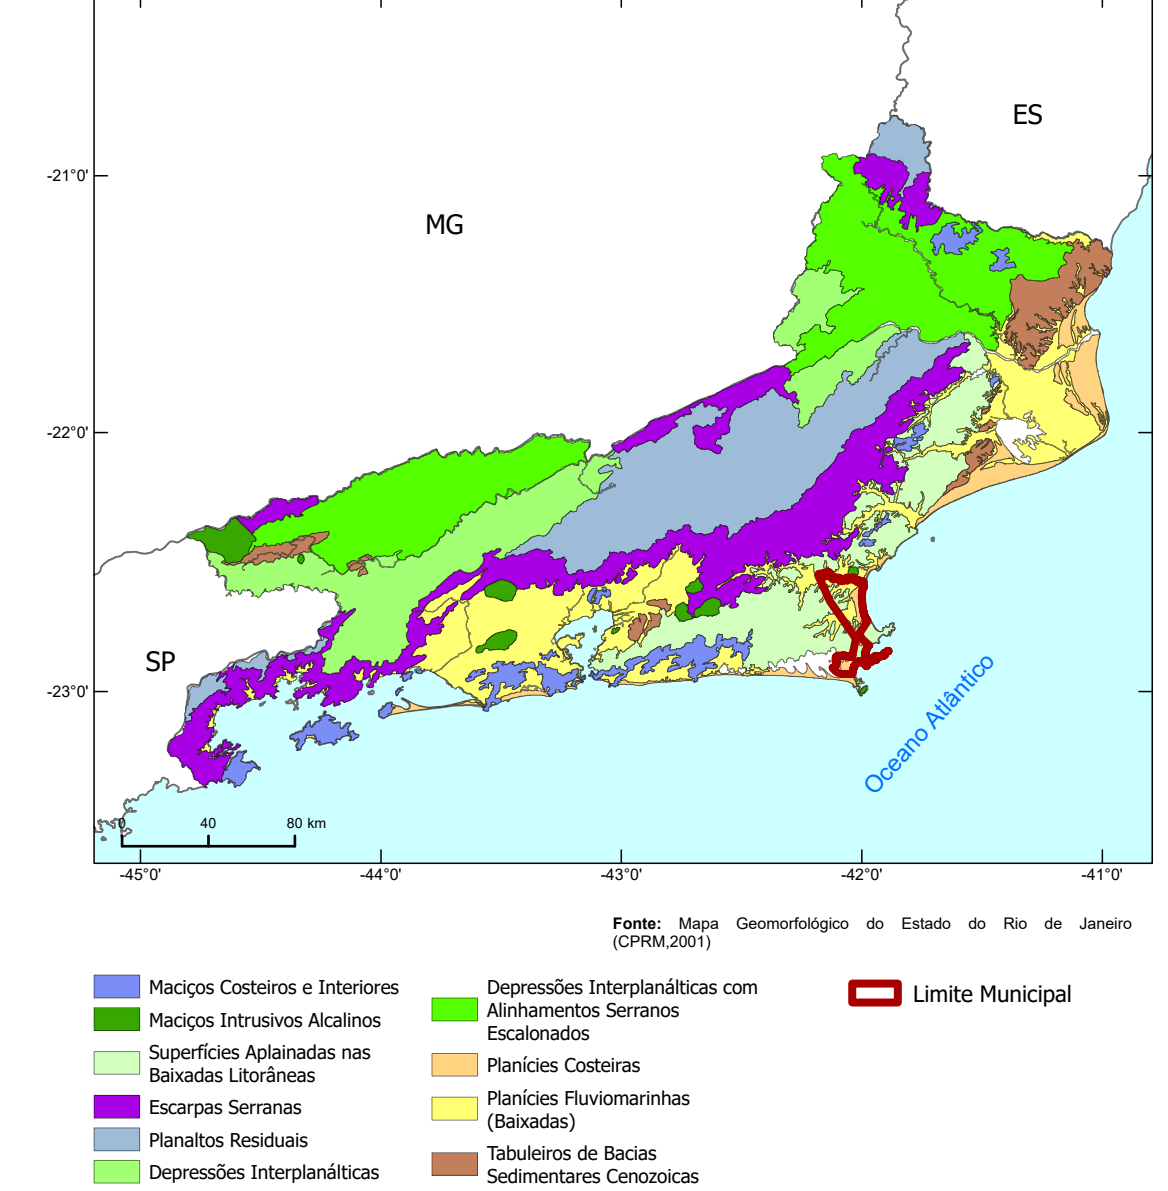 ES
-21°0'
MG
-22°0'
SP
-23°0'
Oceano Atlântico
0 40 80 km
-45°0' -44°0' -43°0' -42°0' -41°0'
Fonte: Mapa Geomorfológico do Estado do Rio de Janeiro
(CPRM,2001)
Maciços Costeiros e Interiores
Maciços Intrusivos Alcalinos
Superfícies Aplainadas nas
Baixadas Litorâneas
Escarpas Serranas
Planaltos Residuais
Depressões Interplanálticas
Depressões Interplanálticas com
Alinhamentos Serranos
Escalonados
Planícies Costeiras
Planícies Fluviomarinhas
(Baixadas)
Tabuleiros de Bacias
Sedimentares Cenozoicas
Limite Municipal